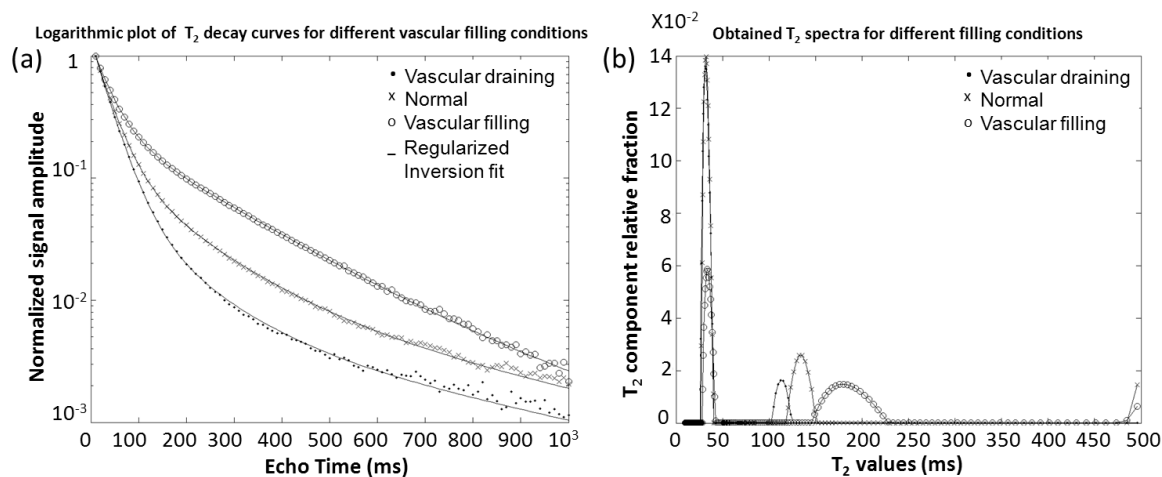 Logarithmic plot of T₂ decay curves for different vascular filling conditions
(a)
Vascular draining
Normal
Vascular filling
Regularized
Inversion fit
Normalized signal amplitude
1
10⁻¹
10⁻²
10⁻³
0 100 200 300 400 500 600 700 800 900 10³
Echo Time (ms)
X10⁻²
Obtained T₂ spectra for different filling conditions
(b)
Vascular draining
Normal
Vascular filling
T₂ component relative fraction
14
12
10
8
6
4
2
0
0 50 100 150 200 250 300 350 400 450 500
T₂ values (ms)